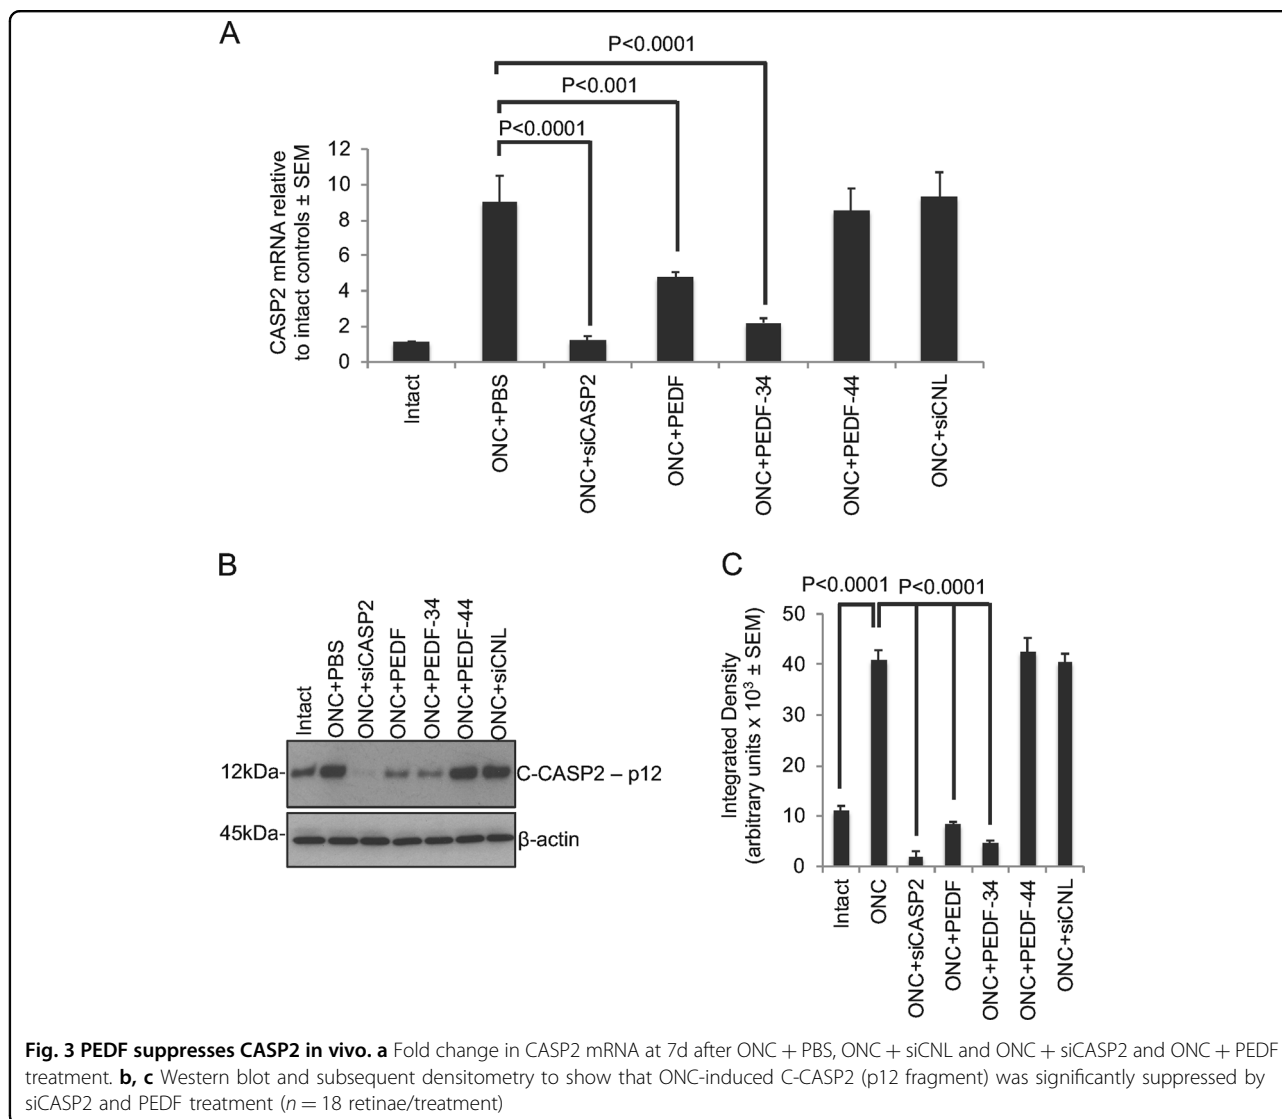 A
P<0.0001
P<0.001
P<0.0001
CASP2 mRNA relative
to intact controls ± SEM
12
10
8
6
4
2
0
Intact
ONC+PBS
ONC+siCASP2
ONC+PEDF
ONC+PEDF-34
ONC+PEDF-44
ONC+siCNL
B
Intact
ONC+PBS
ONC+siCASP2
ONC+PEDF
ONC+PEDF-34
ONC+PEDF-44
ONC+siCNL
12kDa-
C-CASP2 – p12
45kDa-
β-actin
C
P<0.0001
P<0.0001
Integrated Density
(arbitrary units x 10³ ± SEM)
50
40
30
20
10
0
Intact
ONC
ONC+siCASP2
ONC+PEDF
ONC+PEDF-34
ONC+PEDF-44
ONC+siCNL
Fig. 3 PEDF suppresses CASP2 in vivo. a Fold change in CASP2 mRNA at 7d after ONC + PBS, ONC + siCNL and ONC + siCASP2 and ONC + PEDF
treatment. b, c Western blot and subsequent densitometry to show that ONC-induced C-CASP2 (p12 fragment) was significantly suppressed by
siCASP2 and PEDF treatment (n = 18 retinae/treatment)